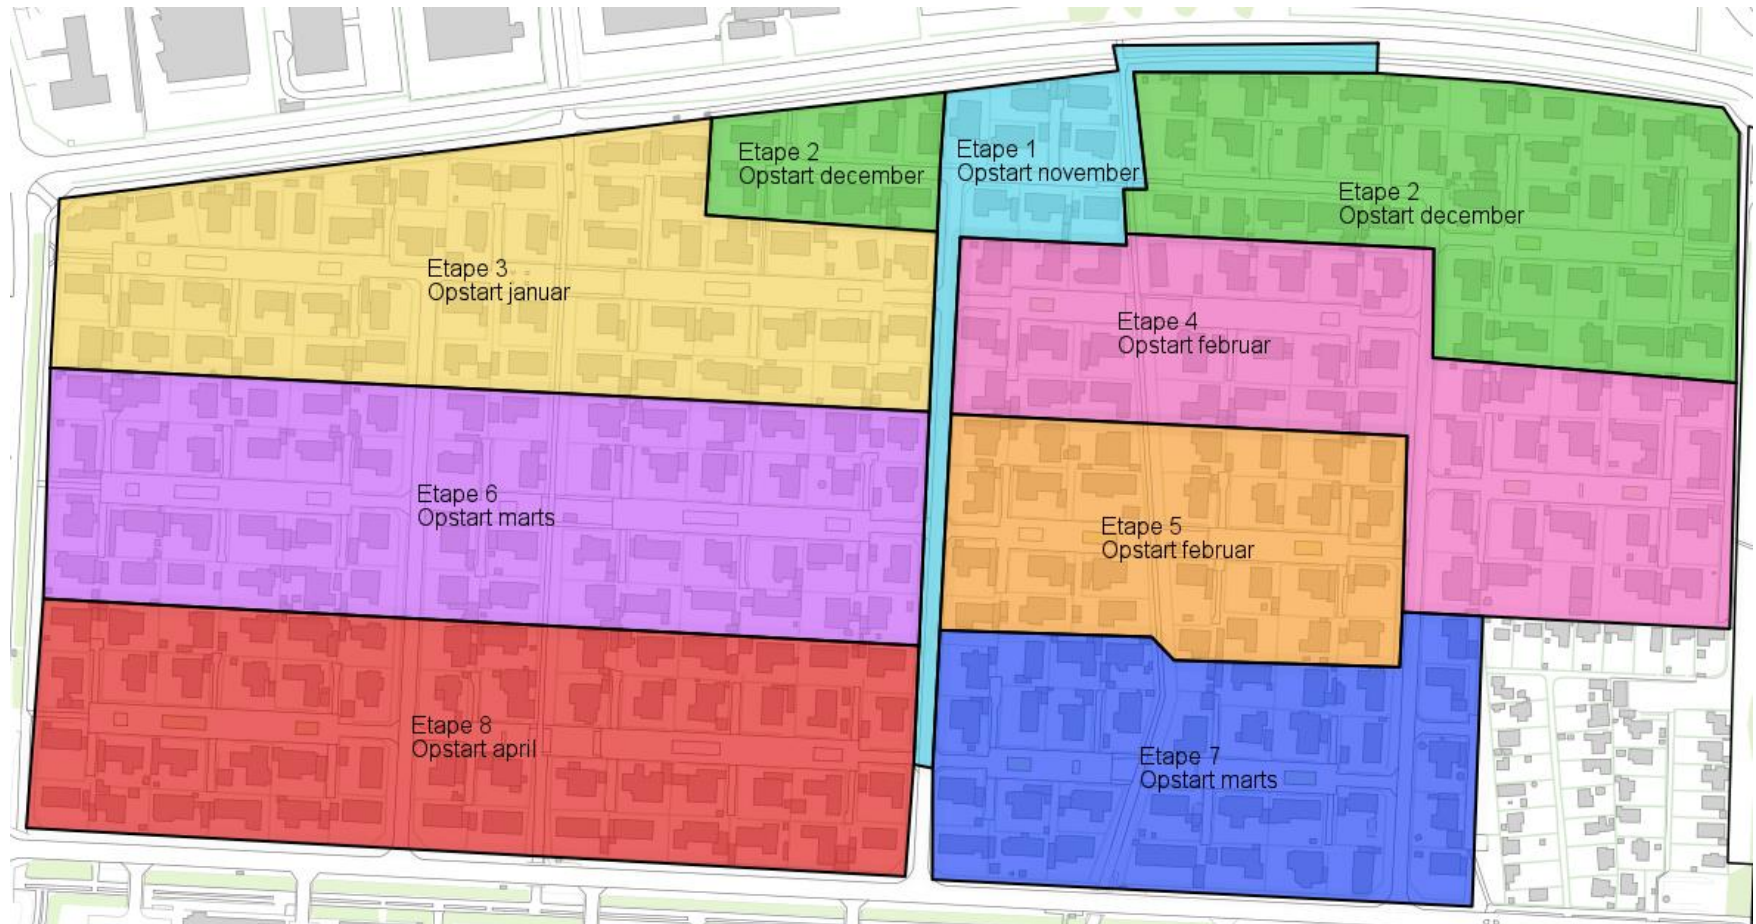 Etape 2
Opstart december
Etape 1
Opstart november
Etape 2
Opstart december
Etape 3
Opstart januar
Etape 4
Opstart februar
Etape 6
Opstart marts
Etape 5
Opstart februar
Etape 8
Opstart april
Etape 7
Opstart marts